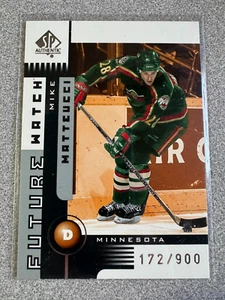 SP
AUTHENTIC
FUTURE WATCH
MIKE
MATTEUCCI
28
D
MINNESOTA
172/900